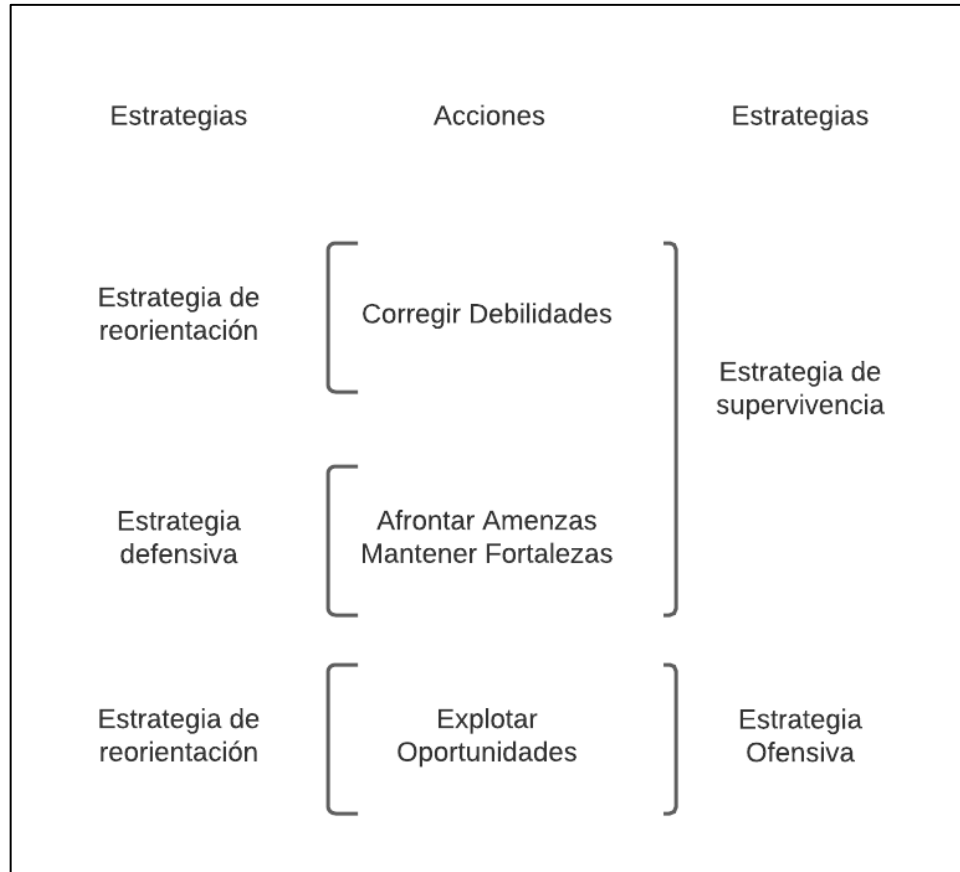 Estrategias
Acciones
Estrategias
Estrategia de
reorientación
Corregir Debilidades
Estrategia de
supervivencia
Estrategia
defensiva
Afrontar Amenzas
Mantener Fortalezas
Estrategia de
reorientación
Explotar
Oportunidades
Estrategia
Ofensiva